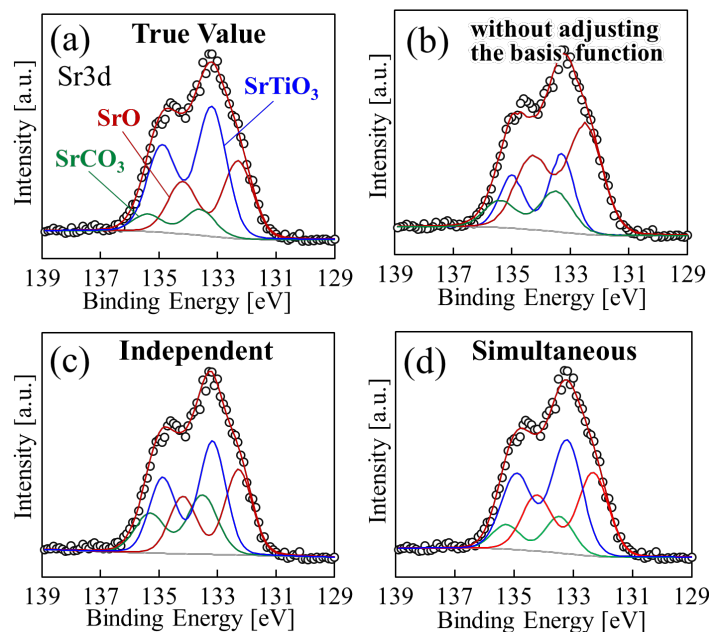 (a) True Value
Sr3d
SrTiO₃
SrO
SrCO₃
Intensity [a.u.]
139 137 135 133 131 129
Binding Energy [eV]
(b) without adjusting
the basis function
Intensity [a.u.]
139 137 135 133 131 129
Binding Energy [eV]
(c) Independent
Intensity [a.u.]
139 137 135 133 131 129
Binding Energy [eV]
(d) Simultaneous
Intensity [a.u.]
139 137 135 133 131 129
Binding Energy [eV]